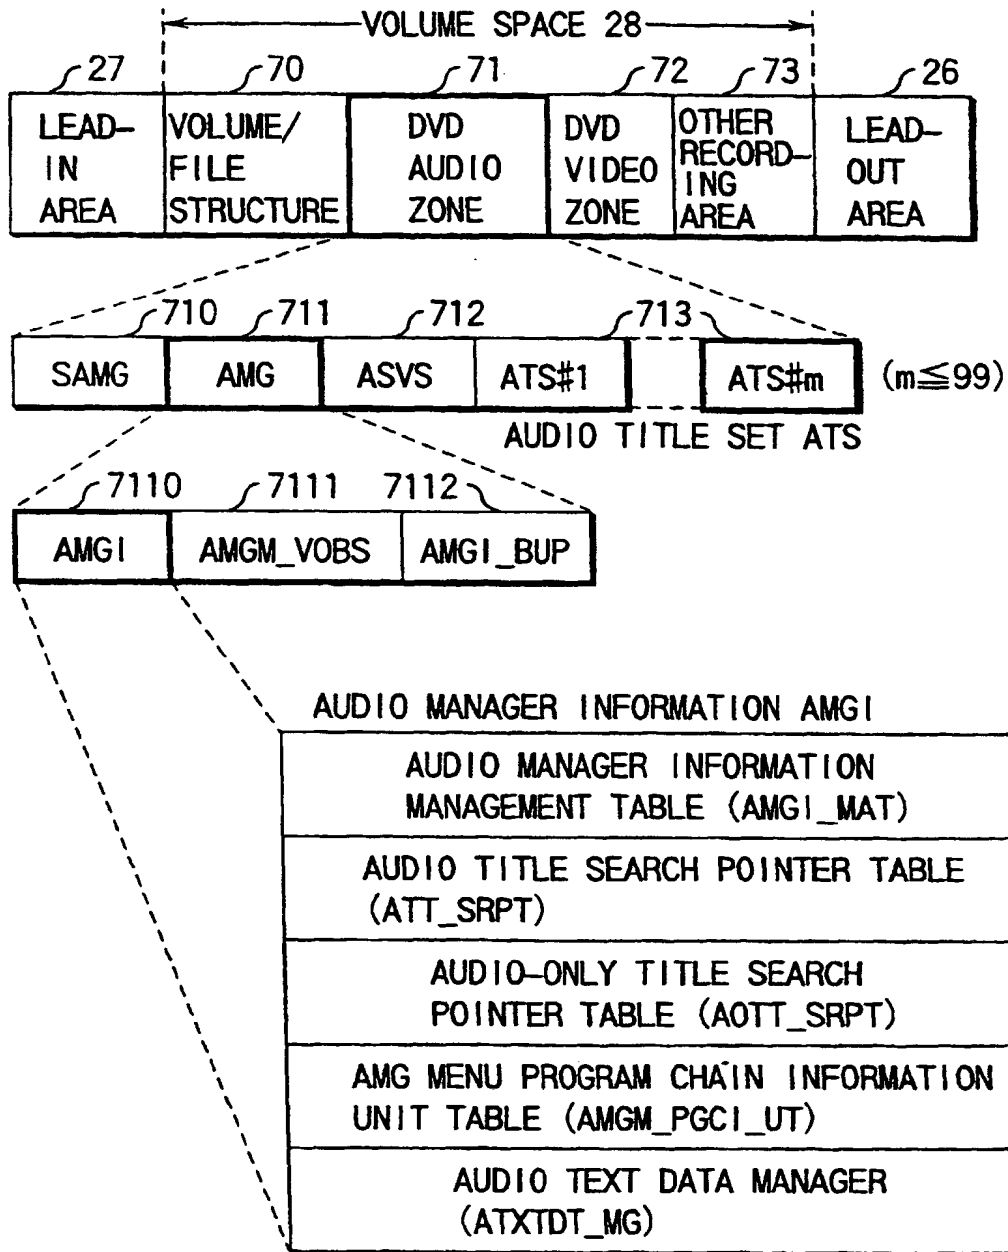 VOLUME SPACE 28
27 70 71 72 73 26
LEAD-IN AREA
VOLUME/FILE STRUCTURE
DVD AUDIO ZONE
DVD VIDEO ZONE
OTHER RECORD-ING AREA
LEAD-OUT AREA
710 711 712 713
SAMG AMG ASVS ATS#1 ATS#m (m≦99)
AUDIO TITLE SET ATS
7110 7111 7112
AMGI AMGM_VOBS AMGI_BUP
AUDIO MANAGER INFORMATION AMGI
AUDIO MANAGER INFORMATION
MANAGEMENT TABLE (AMGI_MAT)
AUDIO TITLE SEARCH POINTER TABLE
(ATT_SRPT)
AUDIO-ONLY TITLE SEARCH
POINTER TABLE (AOTT_SRPT)
AMG MENU PROGRAM CHAIN INFORMATION
UNIT TABLE (AMGM_PGCI_UT)
AUDIO TEXT DATA MANAGER
(ATXTDT_MG)